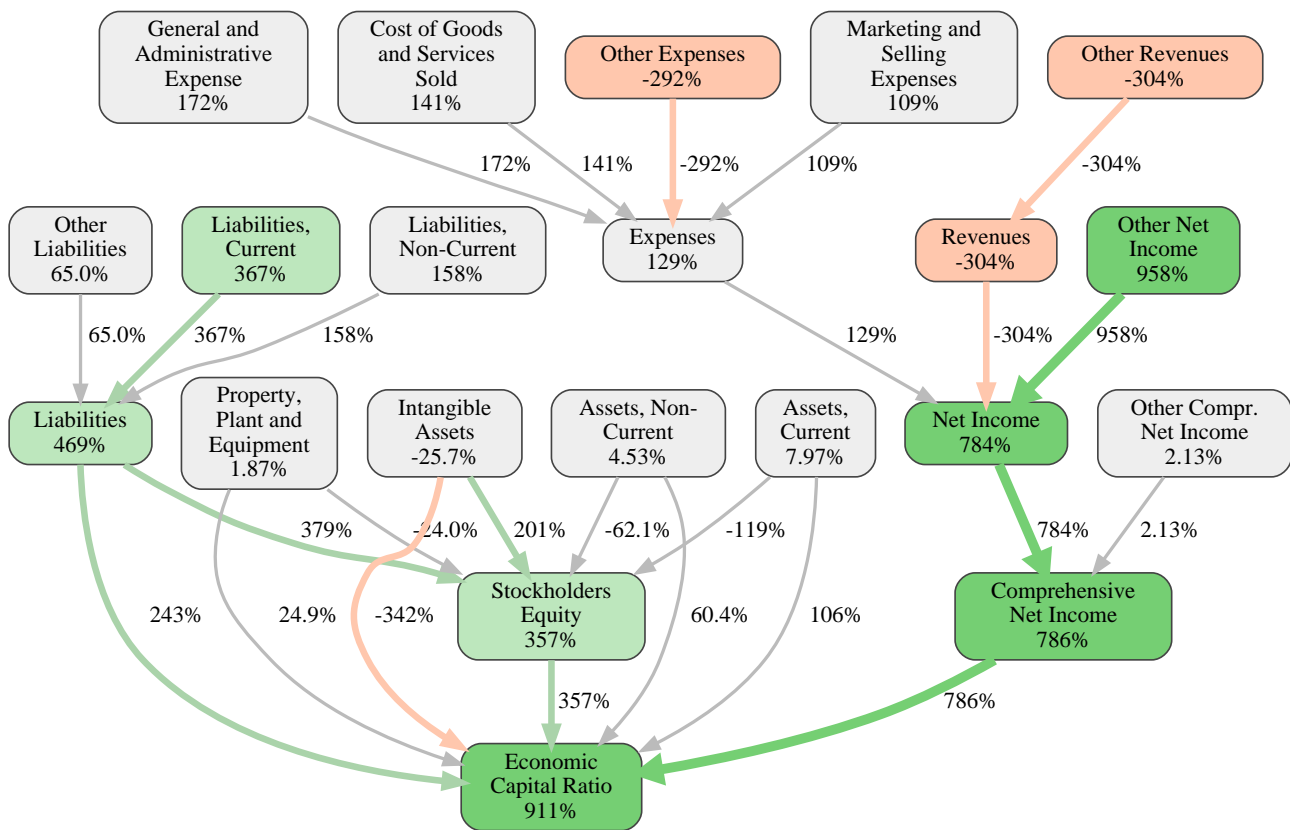 General and
Administrative
Expense
172%
Cost of Goods
and Services
Sold
141%
Other Expenses
-292%
Marketing and
Selling
Expenses
109%
Other Revenues
-304%
172%
141%
-292%
109%
-304%
Other
Liabilities
65.0%
Liabilities,
Current
367%
Liabilities,
Non-Current
158%
Expenses
129%
Revenues
-304%
Other Net
Income
958%
65.0%
367%
158%
129%
-304%
958%
Liabilities
469%
Property,
Plant and
Equipment
1.87%
Intangible
Assets
-25.7%
Assets, Non-
Current
4.53%
Assets,
Current
7.97%
Net Income
784%
Other Compr.
Net Income
2.13%
379%
-24.0%
201%
-62.1%
-119%
784%
2.13%
Stockholders
Equity
357%
Comprehensive
Net Income
786%
243%
24.9%
-342%
60.4%
106%
357%
786%
Economic
Capital Ratio
911%